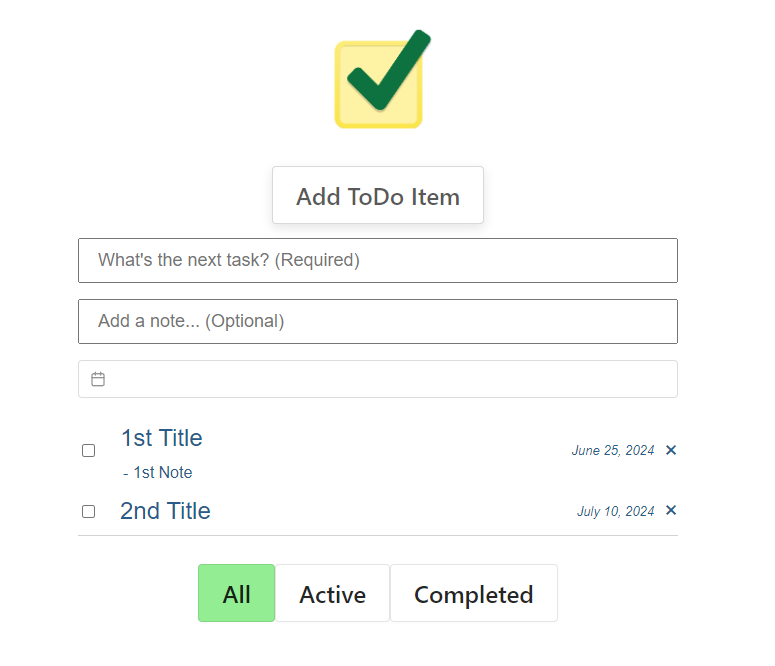 Add ToDo Item
What's the next task? (Required)
Add a note... (Optional)
1st Title
June 25, 2024 ✕
- 1st Note
2nd Title July 10, 2024 ✕
All Active Completed